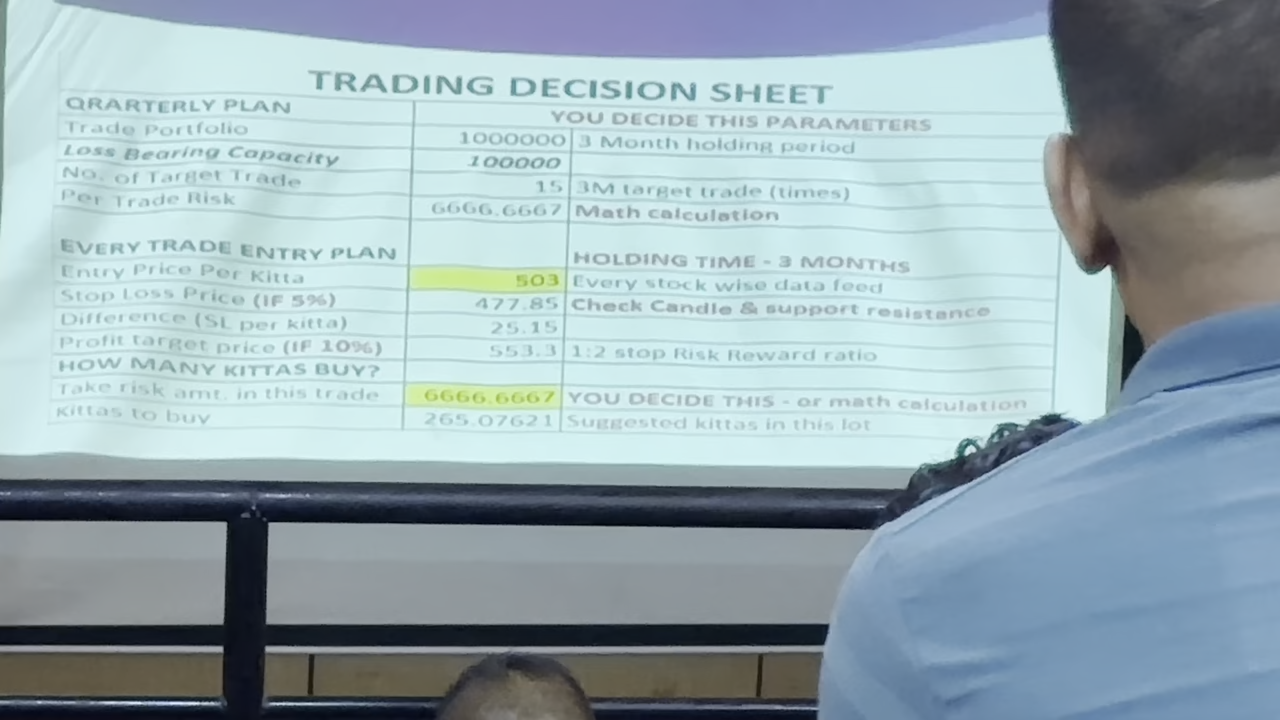 TRADING DECISION SHEET
QRARTERLY PLAN YOU DECIDE THIS PARAMETERS
Trade Portfolio 1000000 3 Month holding period
Loss Bearing Capacity 100000
No. of Target Trade 15 3M target trade (times)
Per Trade Risk 6666.6667 Math calculation
EVERY TRADE ENTRY PLAN HOLDING TIME - 3 MONTHS
Entry Price Per Kitta 503 Every stock wise data feed
Stop Loss Price (IF 5%) 477.85 Check Candle & support resistance
Difference (SL per kitta) 25.15
Profit target price (IF 10%) 553.3 1:2 stop Risk Reward ratio
HOW MANY KITTAS BUY?
Take risk amt. in this trade 6666.6667 YOU DECIDE THIS - or math calculation
Kittas to buy 265.07621 Suggested kittas in this lot